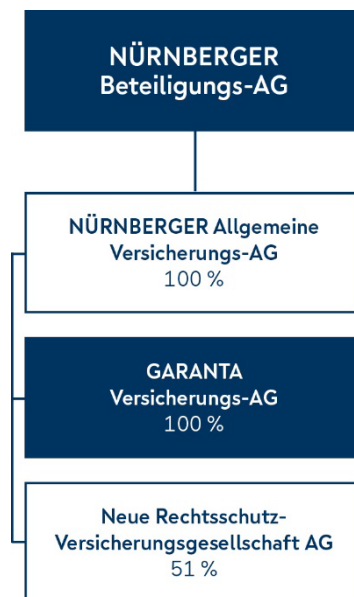 NÜRNBERGER
Beteiligungs-AG
NÜRNBERGER Allgemeine
Versicherungs-AG
100 %
GARANTA
Versicherungs-AG
100 %
Neue Rechtsschutz-
Versicherungsgesellschaft AG
51 %